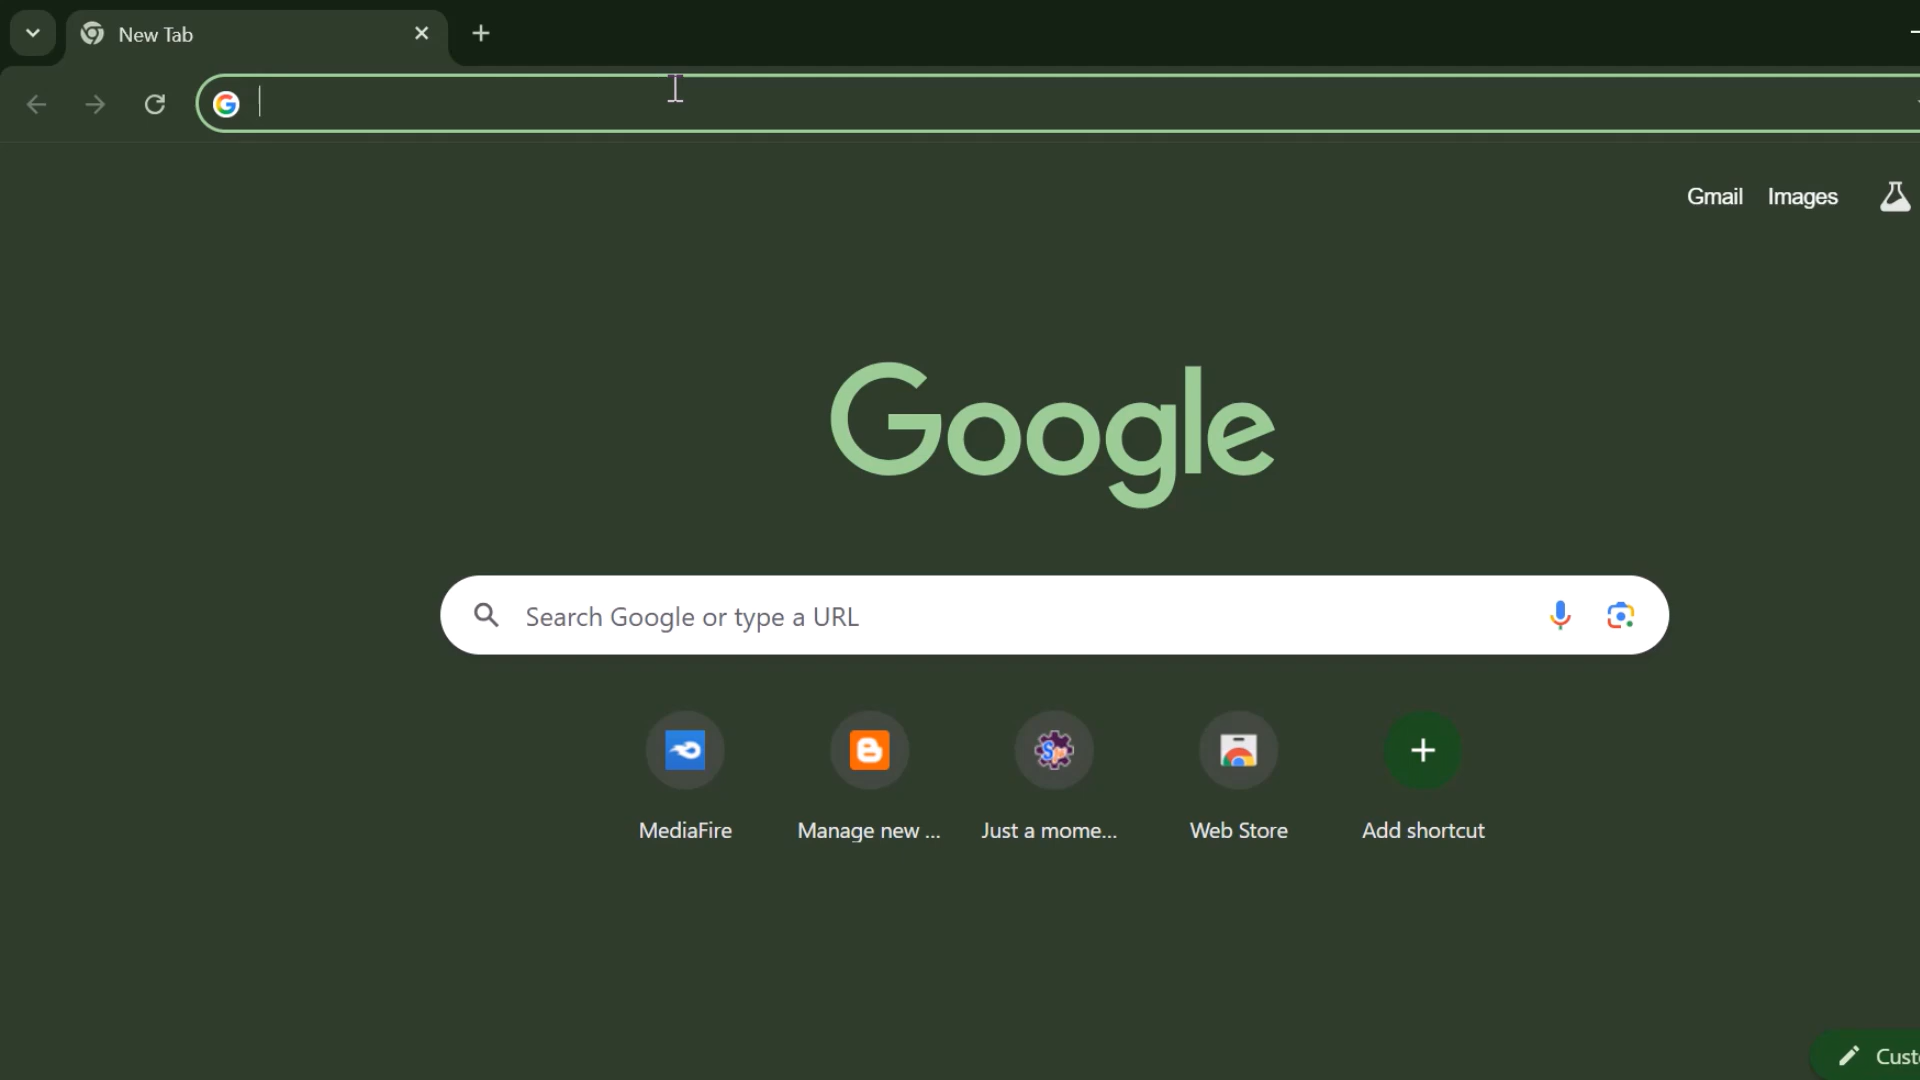 New Tab
Gmail Images
Google
Search Google or type a URL
MediaFire Manage new ... Just a mome... Web Store Add shortcut